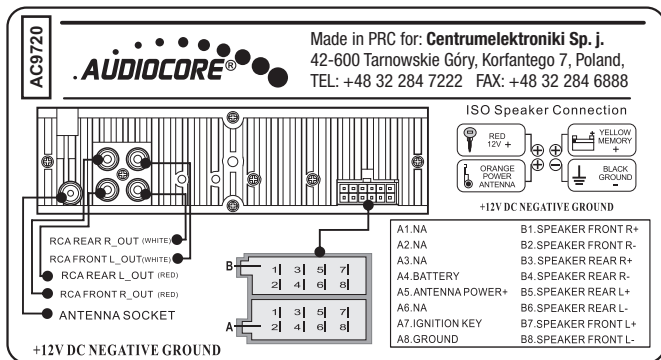 AC9720
AUDIOCORE®
Made in PRC for: Centrumelektroniki Sp. j.
42-600 Tarnowskie Góry, Korfantego 7, Poland,
TEL: +48 32 284 7222 FAX: +48 32 284 6888
ISO Speaker Connection
RED
12V +
YELLOW
MEMORY
+
ORANGE
POWER
ANTENNA
BLACK
GROUND
-
+12V DC NEGATIVE GROUND
RCA REAR R_OUT (WHITE)
RCA FRONT L_OUT (WHITE)
RCA REAR L_OUT (RED)
RCA FRONT R_OUT (RED)
ANTENNA SOCKET
+12V DC NEGATIVE GROUND
B
1 3 5 7
2 4 6 8
A
1 3 5 7
2 4 6 8
A1.NA B1.SPEAKER FRONT R+
A2.NA B2.SPEAKER FRONT R-
A3.NA B3.SPEAKER REAR R+
A4.BATTERY B4.SPEAKER REAR R-
A5.ANTENNA POWER+ B5.SPEAKER REAR L+
A6.NA B6.SPEAKER REAR L-
A7.IGNITION KEY B7.SPEAKER FRONT L+
A8.GROUND B8.SPEAKER FRONT L-